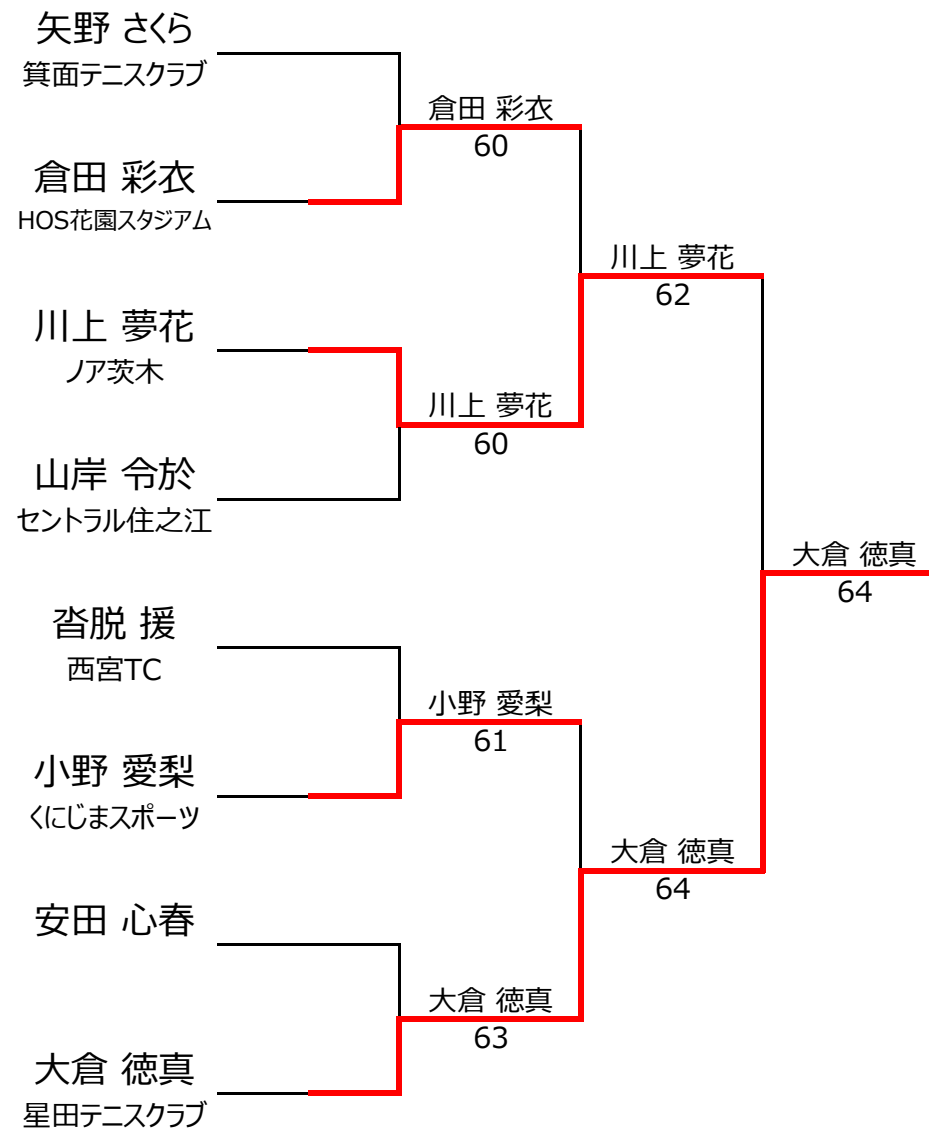 矢野 さくら
箕面テニスクラブ
倉田 彩衣
HOS花園スタジアム
川上 夢花
ノア茨木
山岸 令於
セントラル住之江
沓脱 援
西宮TC
小野 愛梨
くにじまスポーツ
安田 心春
大倉 徳真
星田テニスクラブ
倉田 彩衣
60
川上 夢花
60
小野 愛梨
61
大倉 徳真
63
川上 夢花
62
大倉 徳真
64
大倉 徳真
64